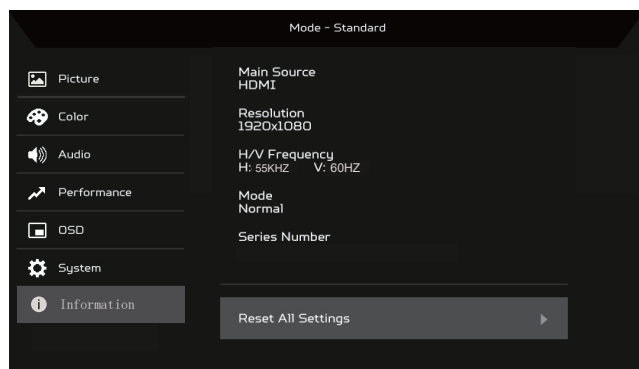 Mode - Standard
Picture
Color
Audio
Performance
OSD
System
Information
Main Source
HDMI
Resolution
1920x1080
H/V Frequency
H: 55KHZ V: 60HZ
Mode
Normal
Series Number
Reset All Settings